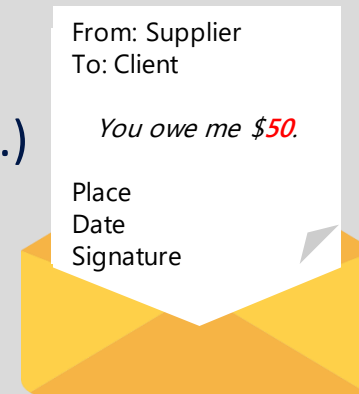 .)
From: Supplier
To: Client
You owe me $50.
Place
Date
Signature